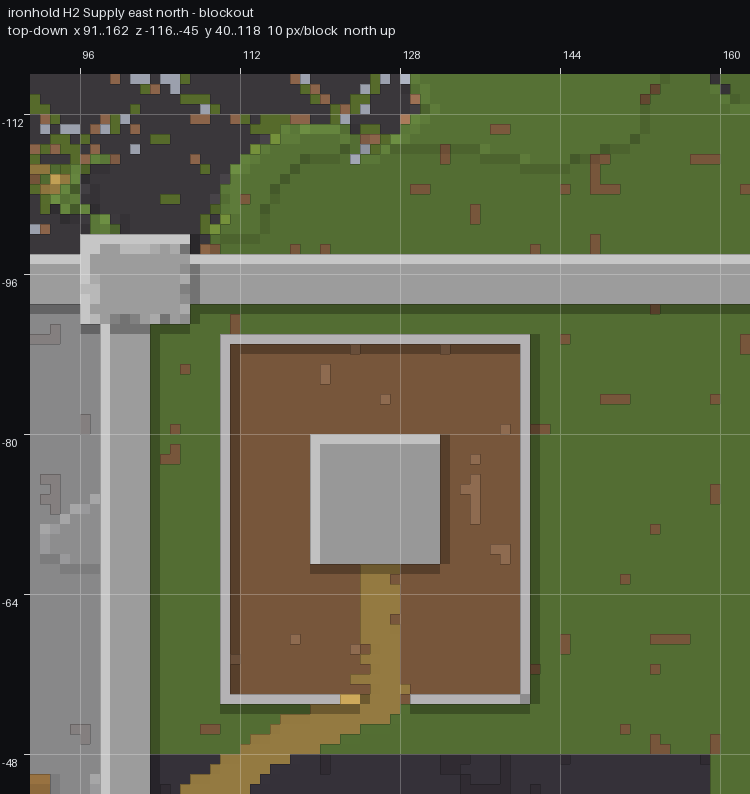 ironhold H2 Supply east north - blockout
top-down  x 91..162  z -116..-45  y 40..118  10 px/block  north up
96 112 128 144 160
-112
-96
-80
-64
-48